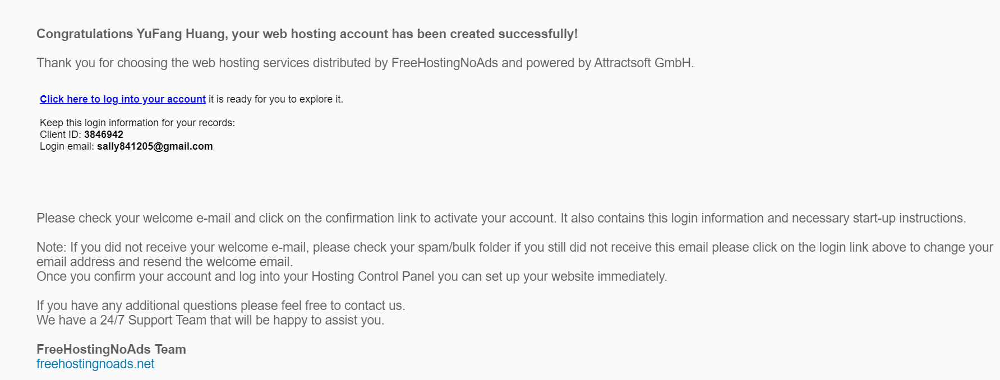 Congratulations YuFang Huang, your web hosting account has been created successfully!
Thank you for choosing the web hosting services distributed by FreeHostingNoAds and powered by Attractsoft GmbH.
Click here to log into your account it is ready for you to explore it.
Keep this login information for your records:
Client ID: 3846942
Login email: sally841205@gmail.com
Please check your welcome e-mail and click on the confirmation link to activate your account. It also contains this login information and necessary start-up instructions.
Note: If you did not receive your welcome e-mail, please check your spam/bulk folder if you still did not receive this email please click on the login link above to change your
email address and resend the welcome email.
Once you confirm your account and log into your Hosting Control Panel you can set up your website immediately.
If you have any additional questions please feel free to contact us.
We have a 24/7 Support Team that will be happy to assist you.
FreeHostingNoAds Team
freehostingnoads.net